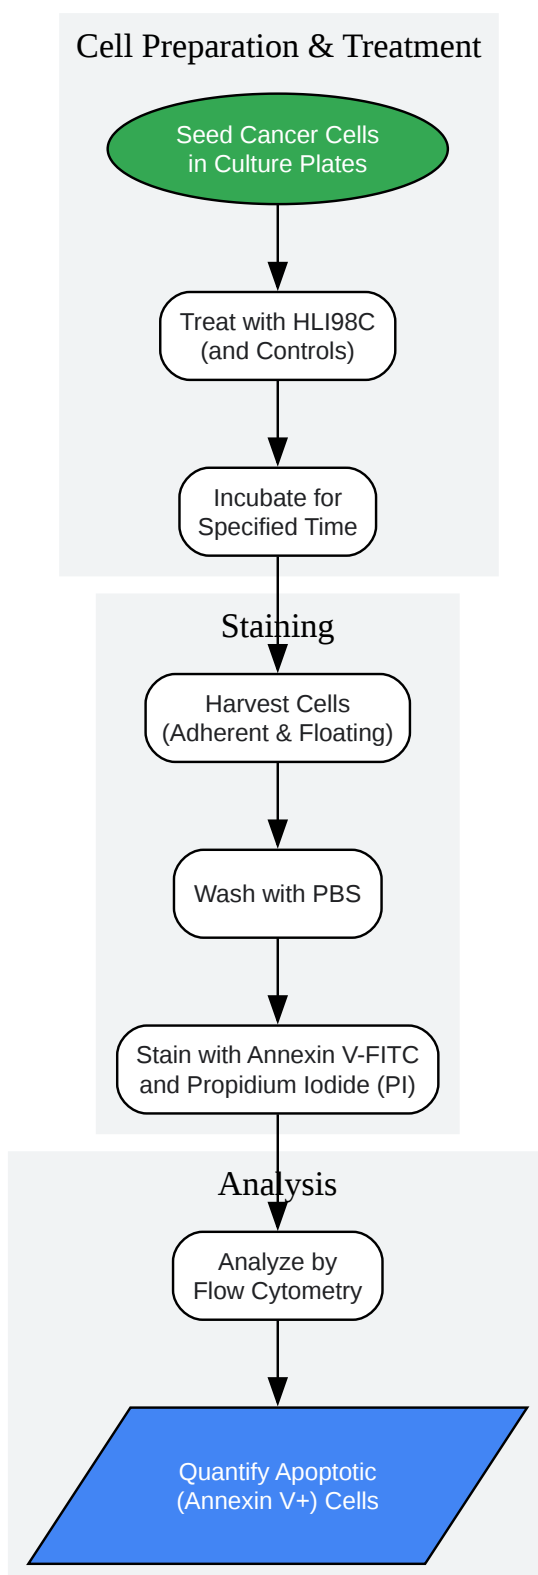 Cell Preparation & Treatment
Seed Cancer Cells
in Culture Plates
Treat with HLI98C
(and Controls)
Incubate for
Specified Time
Staining
Harvest Cells
(Adherent & Floating)
Wash with PBS
Stain with Annexin V-FITC
and Propidium Iodide (PI)
Analysis
Analyze by
Flow Cytometry
Quantify Apoptotic
(Annexin V+) Cells